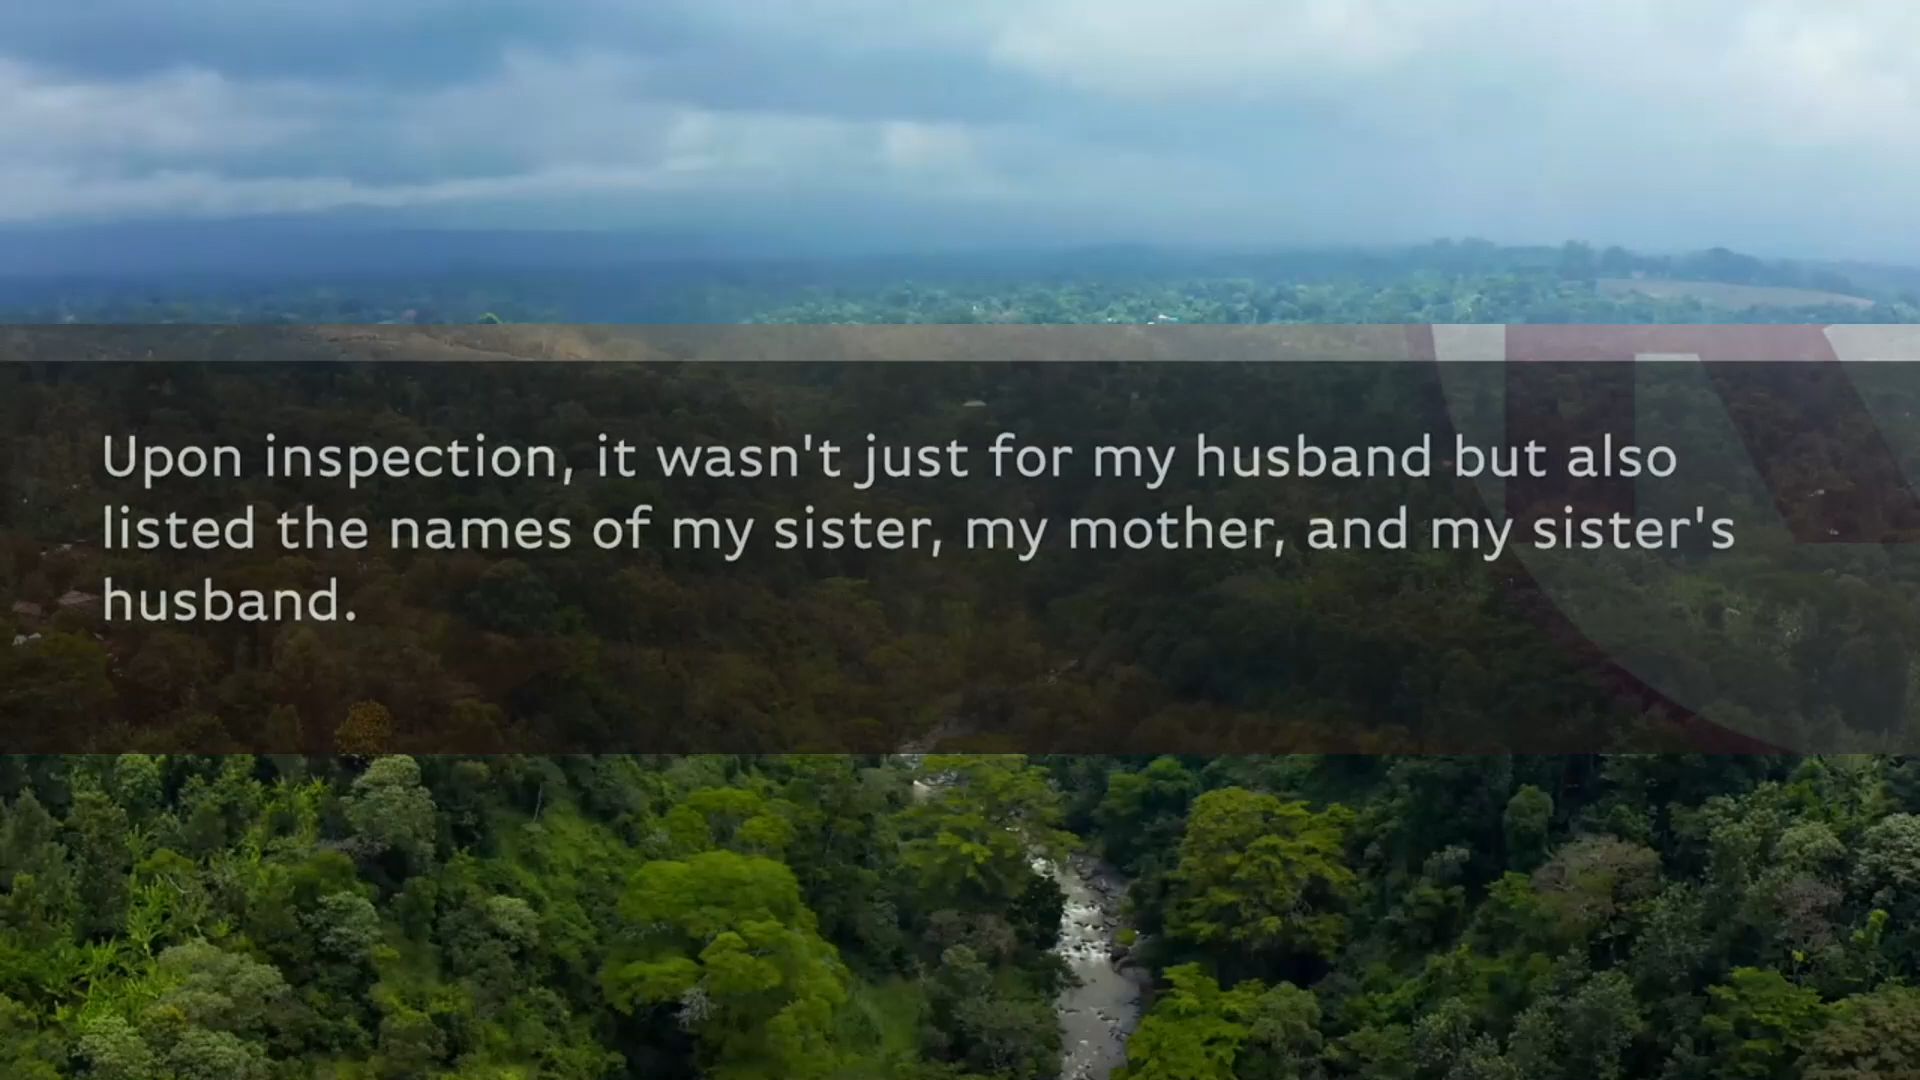 Upon inspection, it wasn't just for my husband but also
listed the names of my sister, my mother, and my sister's
husband.